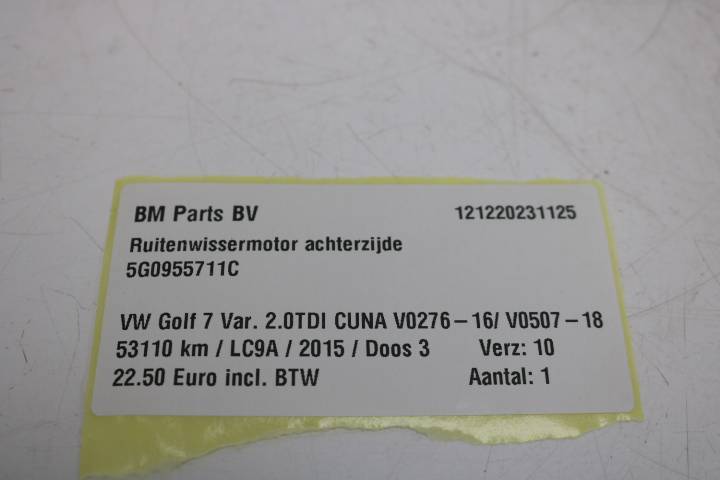 BM Parts BV 121220231125
Ruitenwissermotor achterzijde
5G0955711C
VW Golf 7 Var. 2.0TDI CUNA V0276-16/ V0507-18
53110 km / LC9A / 2015 / Doos 3 Verz: 10
22.50 Euro incl. BTW Aantal: 1